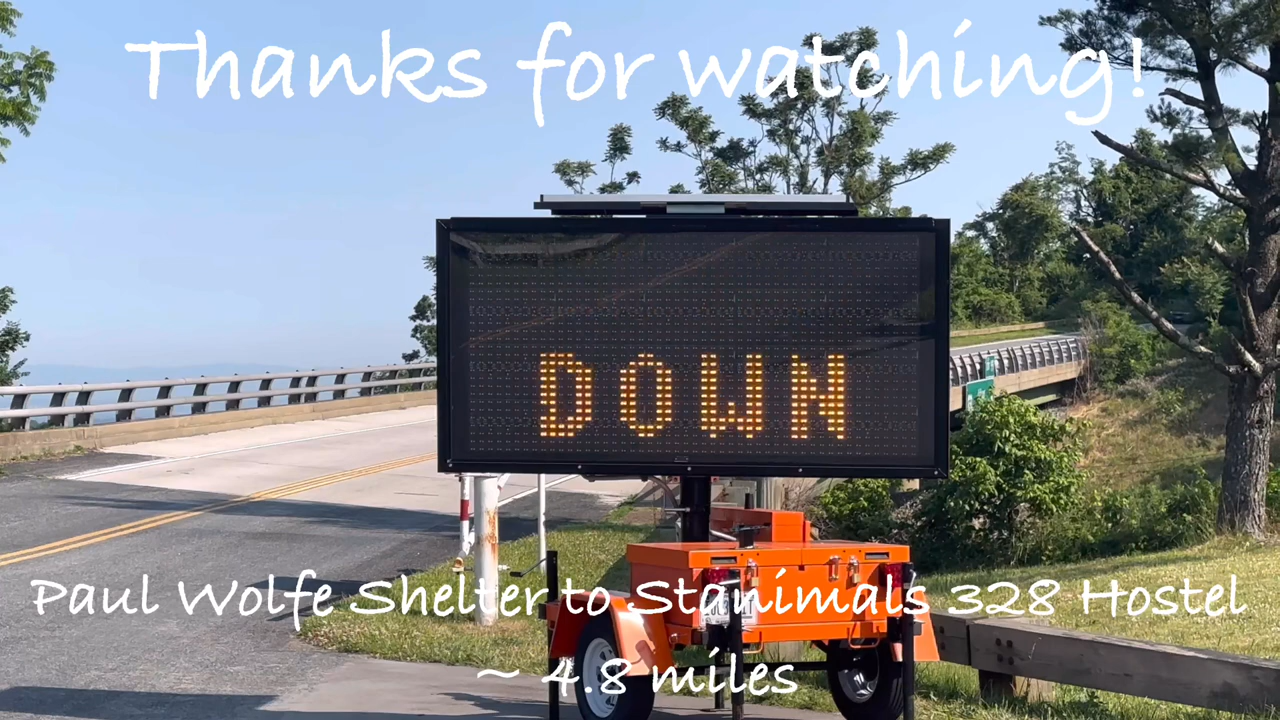 Thanks for watching!
DOWN
Paul Wolfe Shelter to Stanimals 328 Hostel
~ 4.8 miles